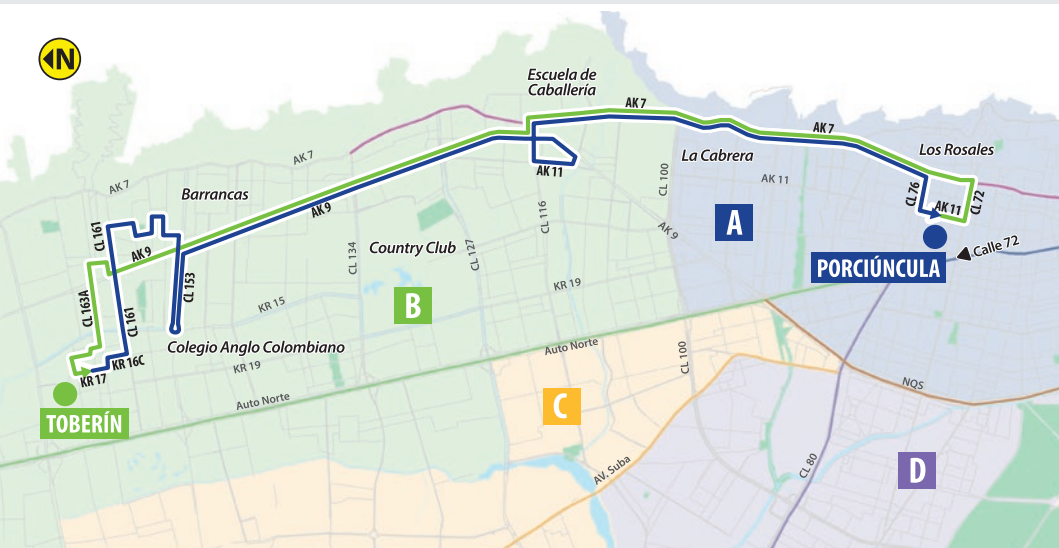 N
Escuela de
Caballería
AK 7
AK 7
Los Rosales
AK 7
AK 7
Barrancas
AK 11
La Cabrera
CL 100
AK 11
CL 76
AK 11
CL 72
CL 161
AK 9
AK 9
CL 116
AK 9
A
Calle 72
PORCIÚNCULA
Country Club
CL 134
CL 127
CL 153
CL 163A
CL 161
KR 15
B
KR 19
Colegio Anglo Colombiano
KR 16C
KR 17
KR 19
Auto Norte
CL 100
NQS
Auto Norte
TOBERÍN
C
AV. Suba
CL 80
D